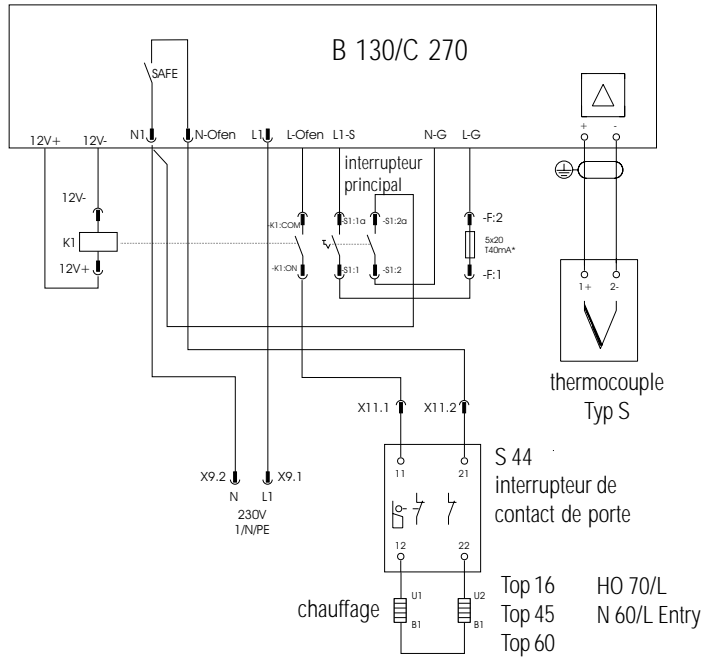 B 130/C 270
SAFE
+ -
12V+ 12V- N1 N-Ofen L1 L-Ofen L1-S N-G L-G
interrupteur
principal
12V-
-K1:COM -S1:1a -S1:2a -F:2
K1
5x20
T40mA*
12V+
-K1:ON -S1:1 -S1:2 -F:1
1+ 2-
thermocouple
Typ S
X11.1 X11.2
S 44
interrupteur de
contact de porte
11 21
X9.2 X9.1
N L1
230V
1/N/PE
12 22
chauffage
U1 U2
B1 B1
Top 16 HO 70/L
Top 45 N 60/L Entry
Top 60